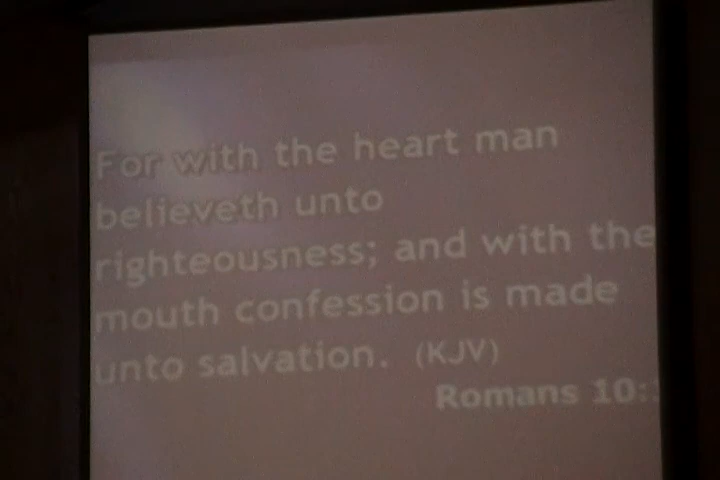 For with the heart man
believeth unto
righteousness; and with the
mouth confession is made
unto salvation. (KJV)
Romans 10: